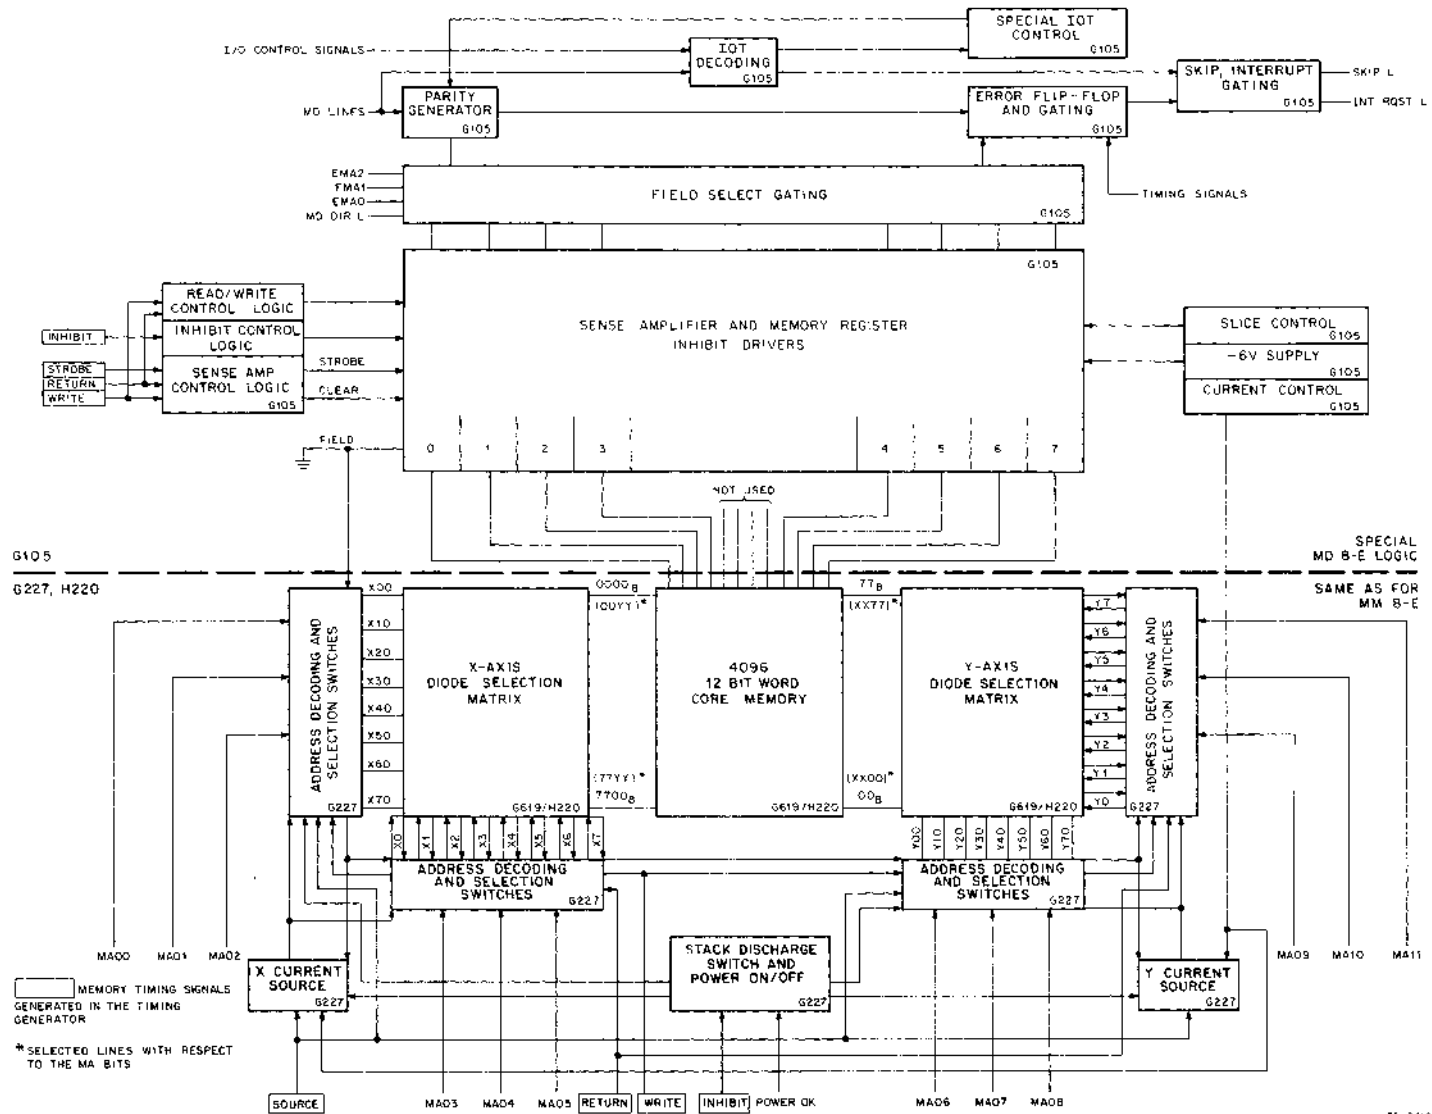 SPECIAL IOT
CONTROL
G105
I/O CONTROL SIGNALS
IOT
DECODING
G105
SKIP, INTERRUPT
GATING
G105
SKIP L
INT RQST L
MD LINES
PARITY
GENERATOR
G105
ERROR FLIP-FLOP
AND GATING
G105
EMA2
EMA1
EMA0
MD DIR L
FIELD SELECT GATING
G105
TIMING SIGNALS
G105
READ/WRITE
CONTROL LOGIC
INHIBIT
INHIBIT CONTROL
LOGIC
STROBE
RETURN
WRITE
SENSE AMP
CONTROL LOGIC
G105
STROBE
CLEAR
SENSE AMPLIFIER AND MEMORY REGISTER
INHIBIT DRIVERS
SLICE CONTROL
G105
-6V SUPPLY
G105
CURRENT CONTROL
G105
FIELD
0 1 2 3 4 5 6 7
NOT USED
G105
SPECIAL
MD 8-E LOGIC
G227, H220
SAME AS FOR
MM 8-E
ADDRESS DECODING AND
SELECTION SWITCHES
G227
X00
X10
X20
X30
X40
X50
X60
X70
X-AXIS
DIODE SELECTION
MATRIX
G619/H220
0000₈
(00YY)*
(77YY)*
7700₈
4096
12 BIT WORD
CORE MEMORY
G619/H220
77₈
(XX77)*
(XX00)*
00₈
Y-AXIS
DIODE SELECTION
MATRIX
G619/H220
Y7
Y6
Y5
Y4
Y3
Y2
Y1
Y0
ADDRESS DECODING AND
SELECTION SWITCHES
G227
X0 X1 X2 X3 X4 X5 X6 X7
ADDRESS DECODING
AND SELECTION
SWITCHES
G227
Y00 Y10 Y20 Y30 Y40 Y50 Y60 Y70
ADDRESS DECODING
AND SELECTION
SWITCHES
G227
MA00 MA01 MA02
X CURRENT
SOURCE
G227
STACK DISCHARGE
SWITCH AND
POWER ON/OFF
G227
Y CURRENT
SOURCE
G227
MA09 MA10 MA11
MEMORY TIMING SIGNALS
GENERATED IN THE TIMING
GENERATOR
*SELECTED LINES WITH RESPECT
TO THE MA BITS
SOURCE MA03 MA04 MA05 RETURN WRITE INHIBIT POWER OK MA06 MA07 MA08